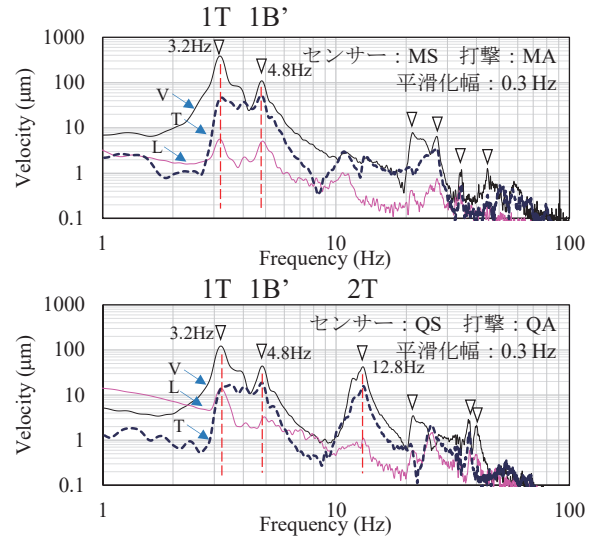 1T 1B’
1000
100
10
1
0.1
Velocity (μm)
3.2Hz
4.8Hz
センサー：MS 打撃：MA
平滑化幅：0.3 Hz
V
T
L
1 10 100
Frequency (Hz)
1T 1B’ 2T
1000
100
10
1
0.1
Velocity (μm)
3.2Hz
4.8Hz
12.8Hz
センサー：QS 打撃：QA
平滑化幅：0.3 Hz
V
L
T
1 10 100
Frequency (Hz)